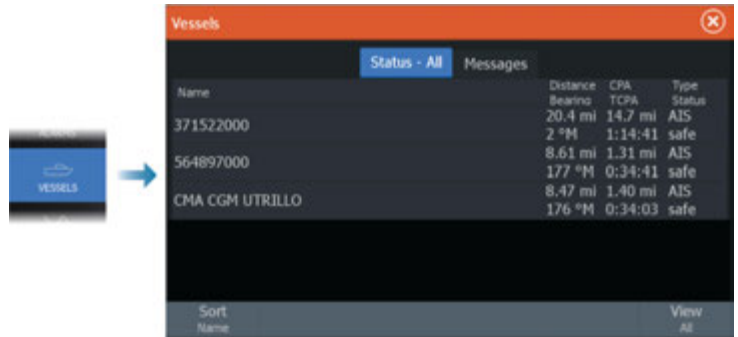 Vessels
Status - All Messages
Name Distance CPA Type
Bearing TCPA Status
371522000 20.4 mi 14.7 mi AIS
2 °M 1:14:41 safe
564897000 8.61 mi 1.31 mi AIS
177 °M 0:34:41 safe
CMA CGM UTRILLO 8.47 mi 1.40 mi AIS
176 °M 0:34:03 safe
VESSELS
Sort View
Name All